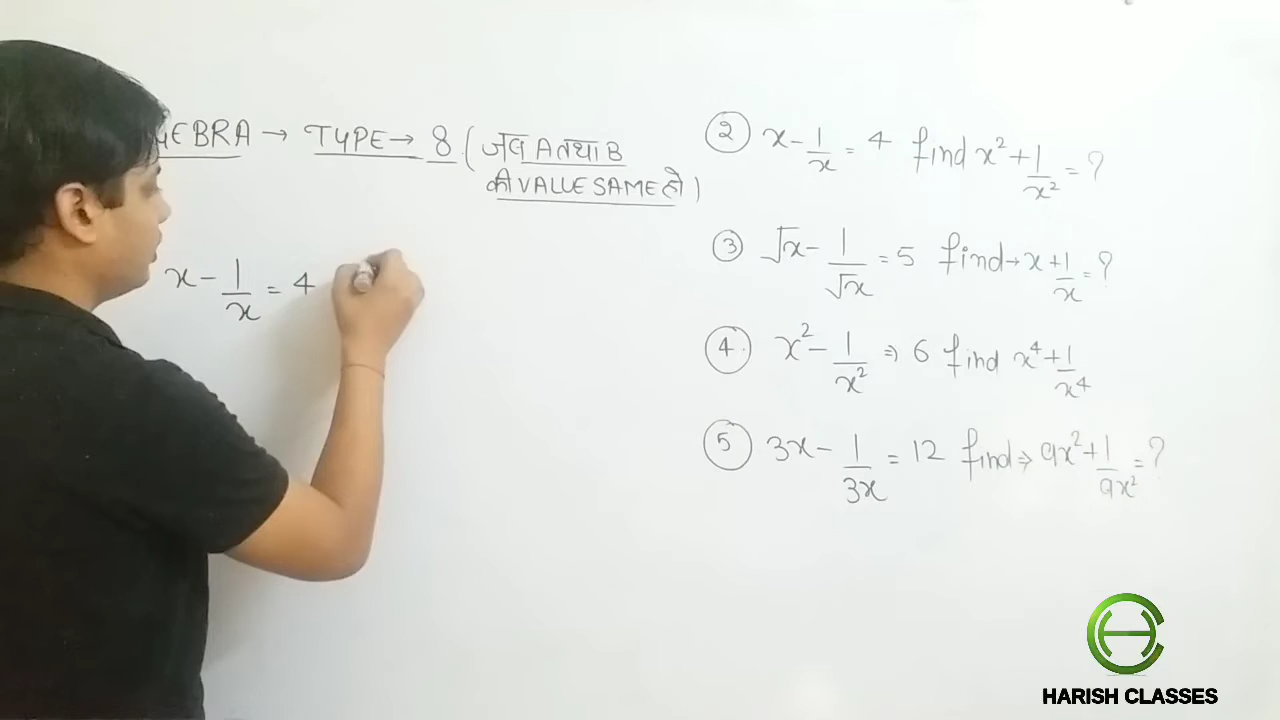 GEBRA → TYPE → 8 (जब A तथा B
की VALLE SAME हो)
x - 1/x = 4
② x - 1/x = 4 find x² + 1/x² = ?
③ √x - 1/√x = 5 find → x + 1/x = ?
④ x² - 1/x² ⇒ 6 find x⁴ + 1/x⁴
⑤ 3x - 1/3x = 12 find ⇒ 9x² + 1/9x² = ?
HARISH CLASSES